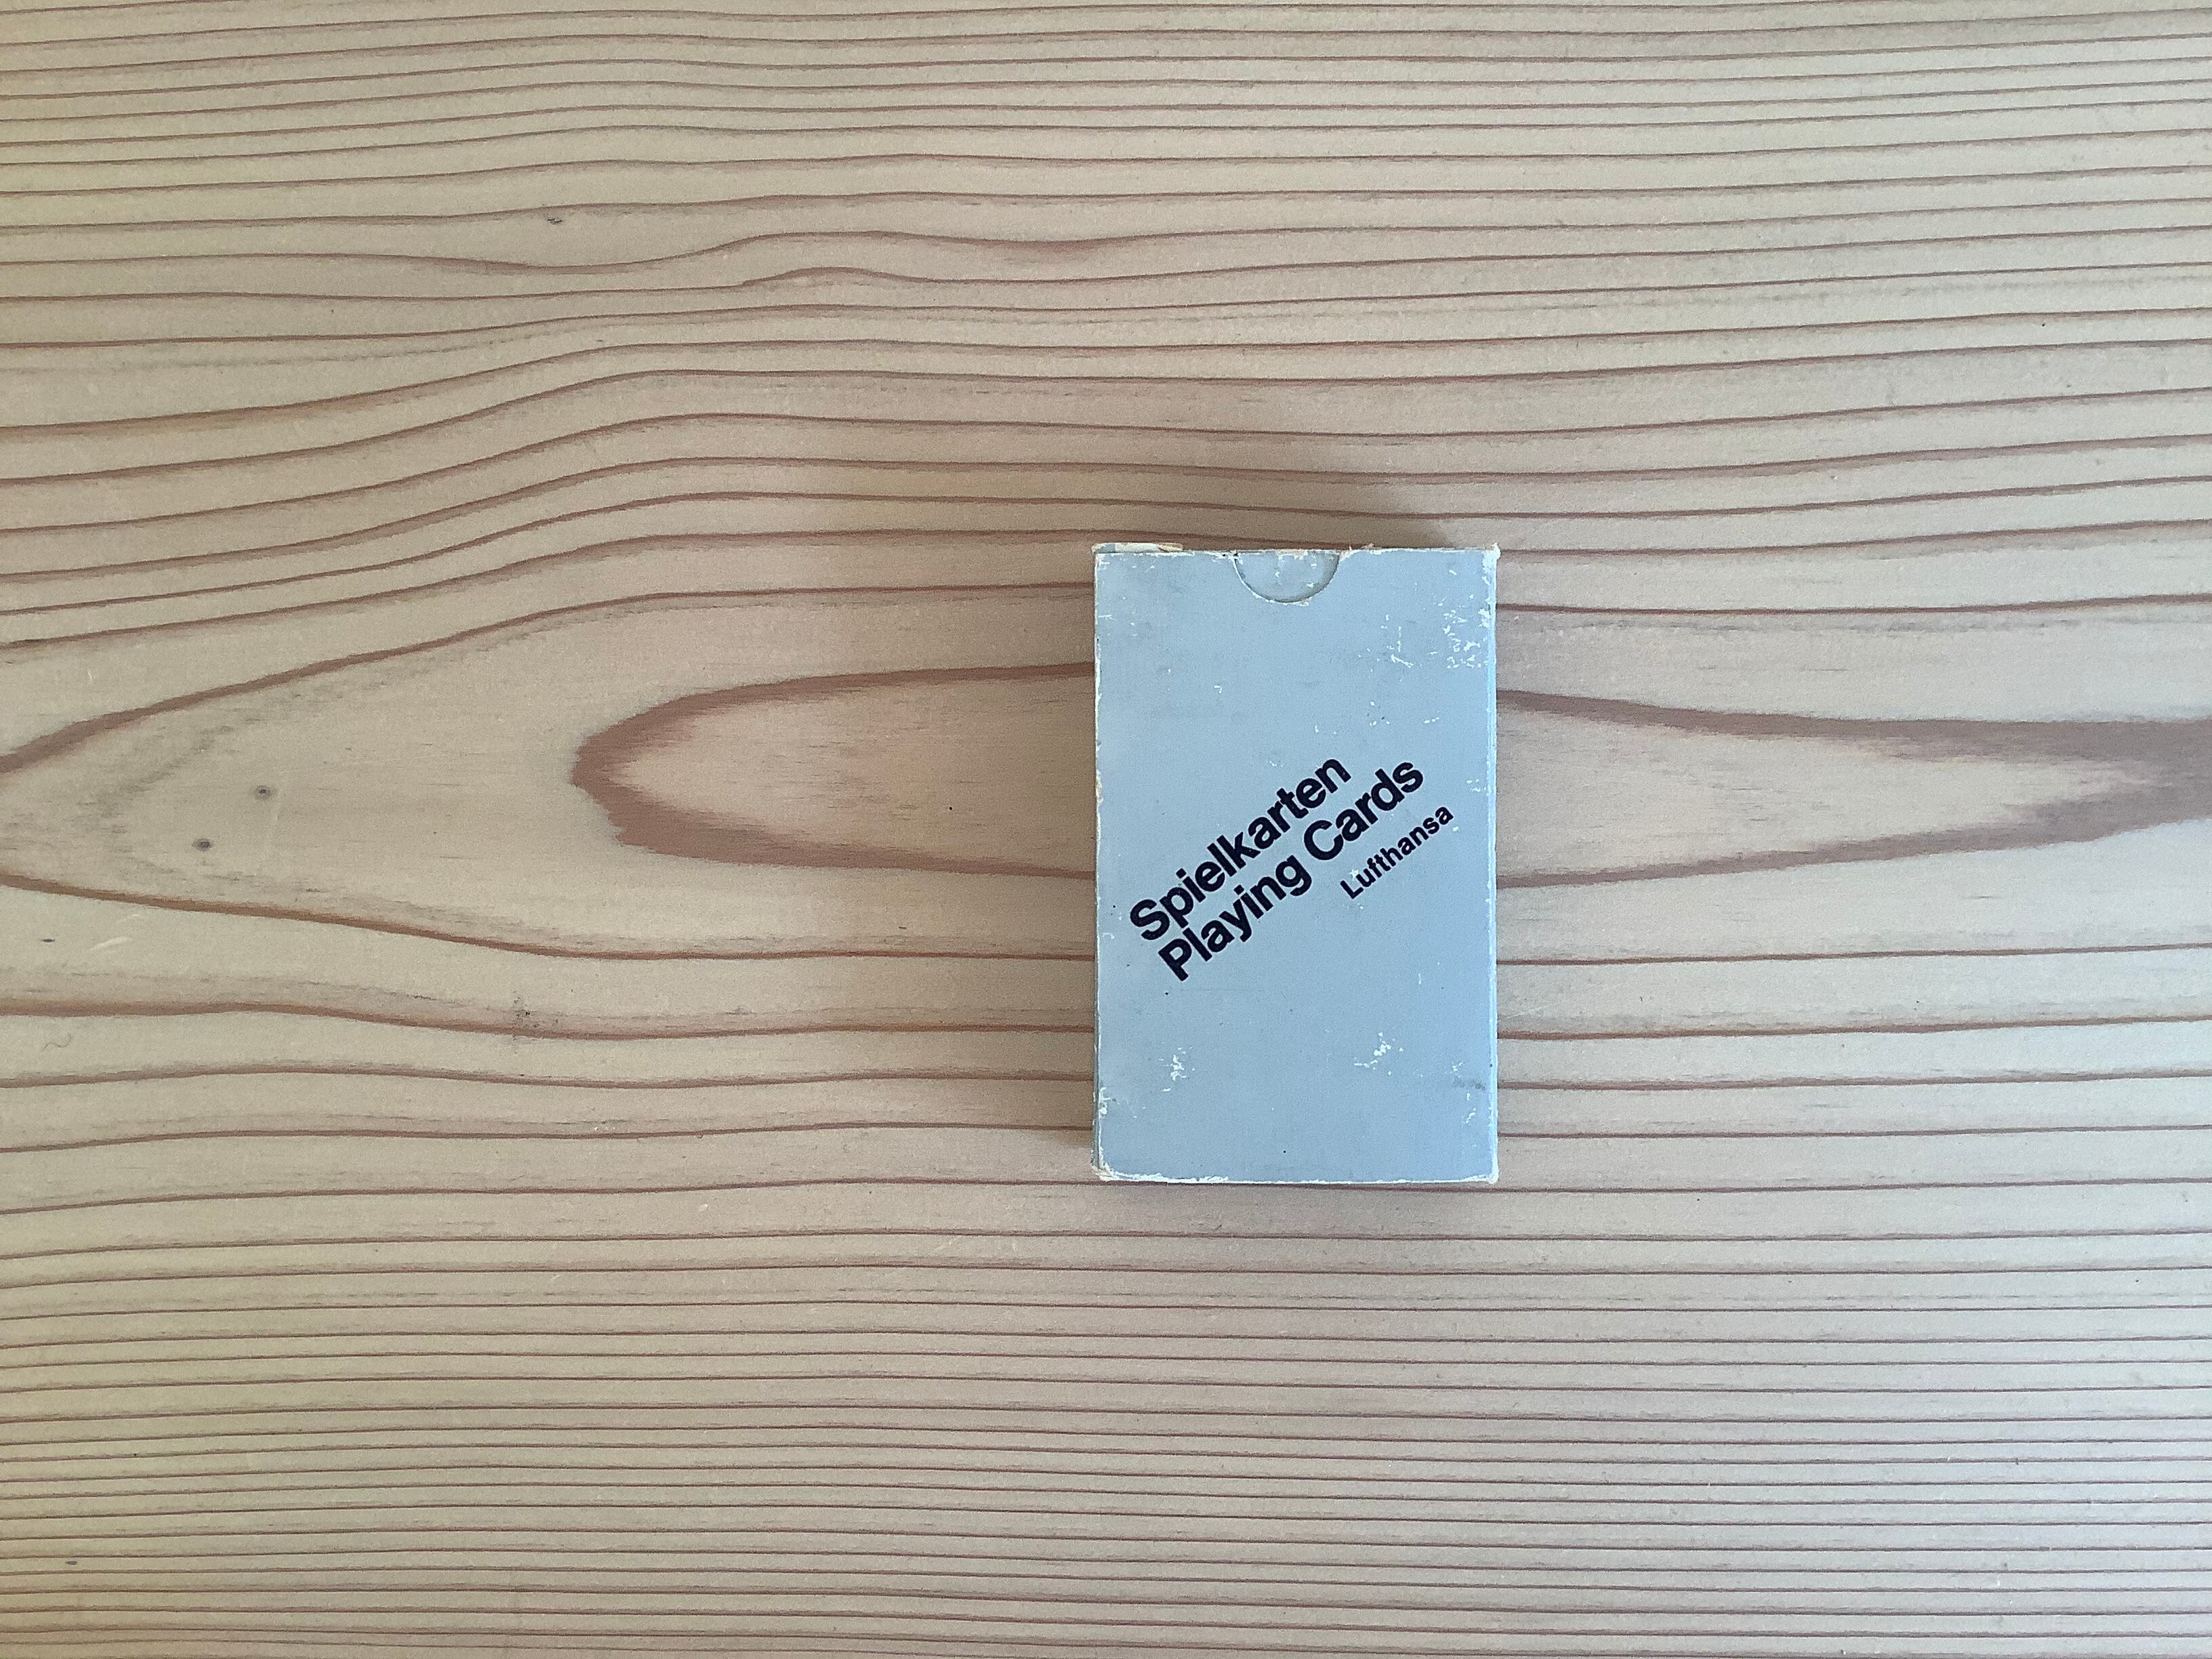 Spielkarten
Playing Cards
Lufthansa